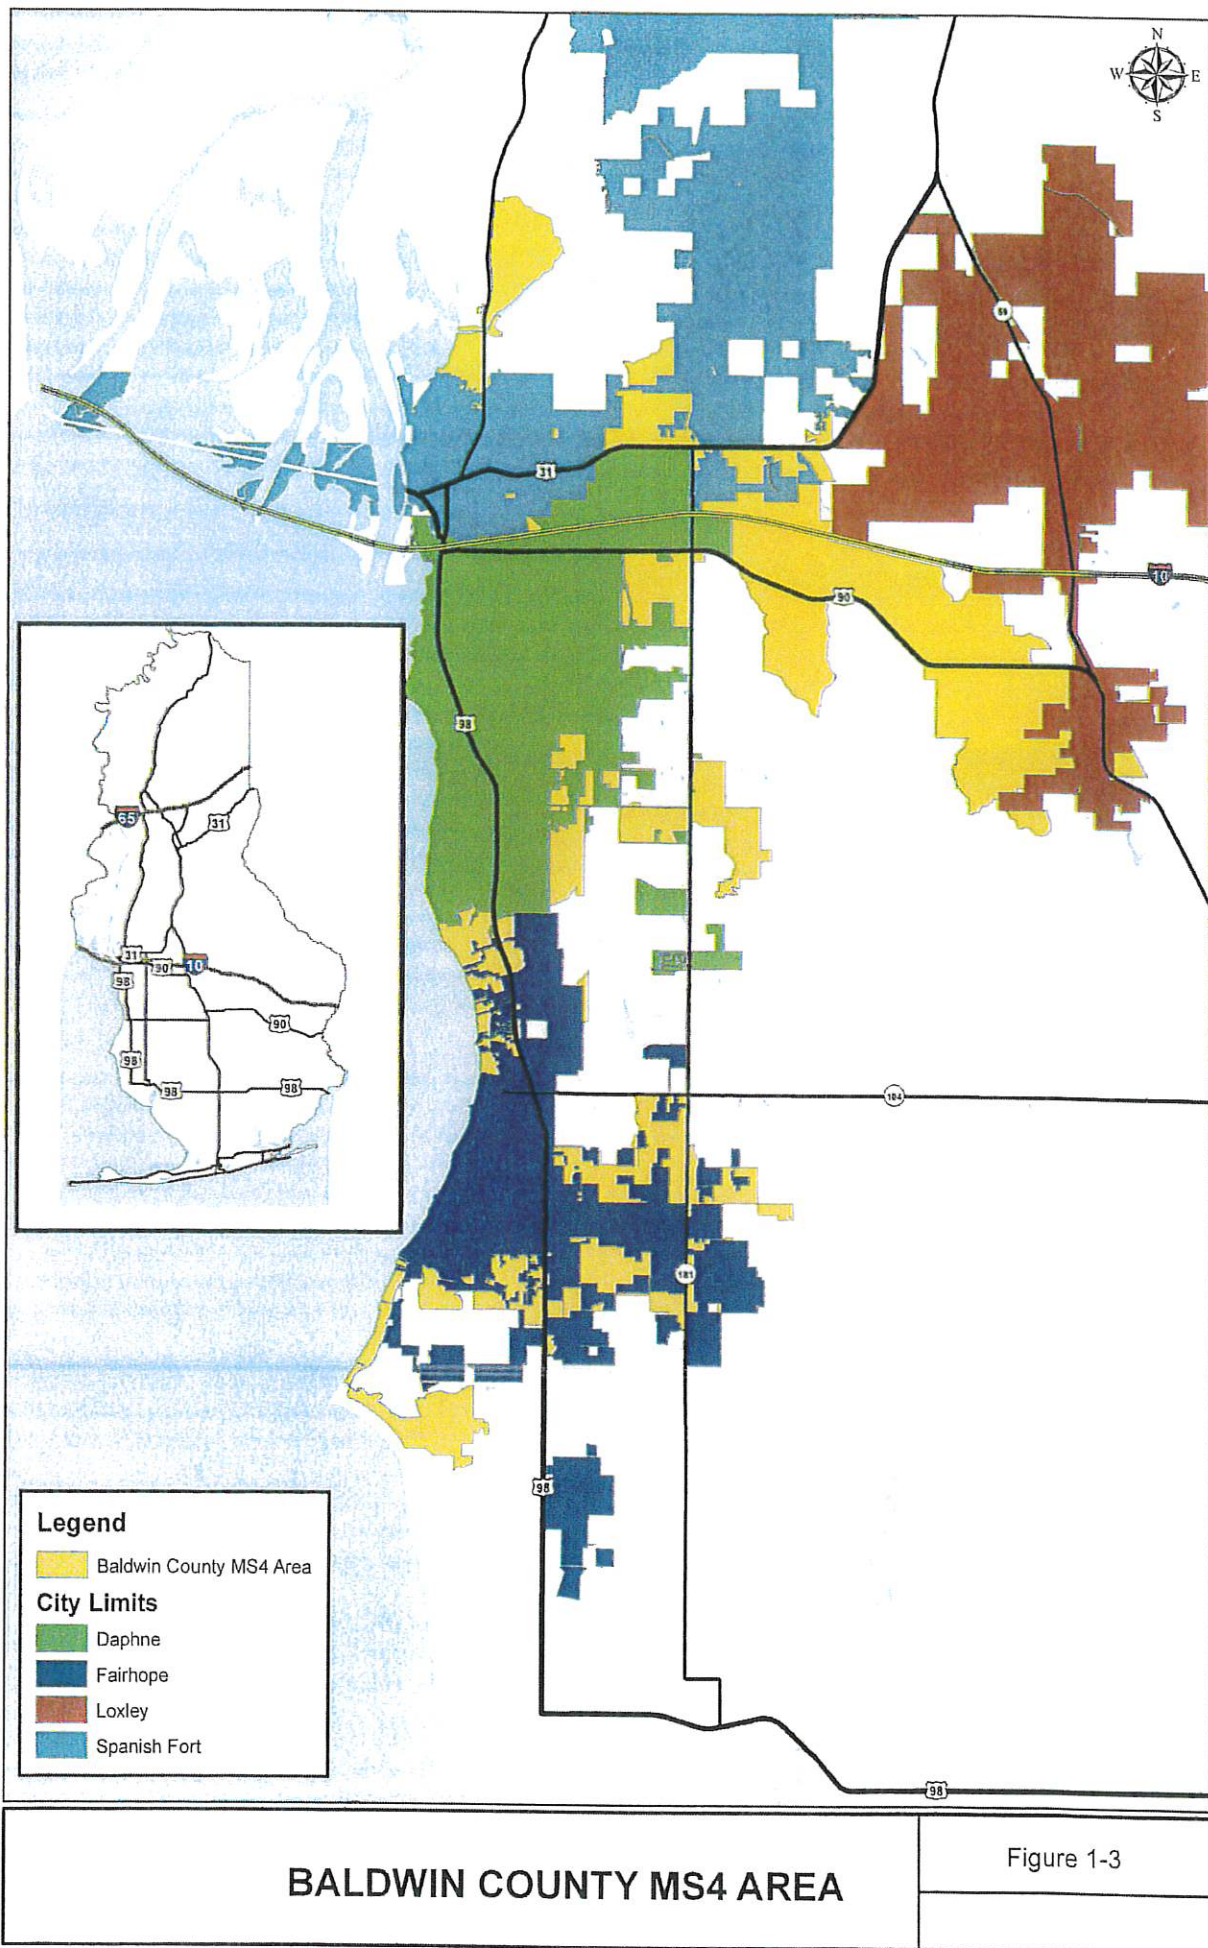 N
W E
S
59
31
10
90
98
65
31
31
90
10
98
90
98
98
98
104
181
98
Legend
Baldwin County MS4 Area
City Limits
Daphne
Fairhope
Loxley
Spanish Fort
98
BALDWIN COUNTY MS4 AREA
Figure 1-3